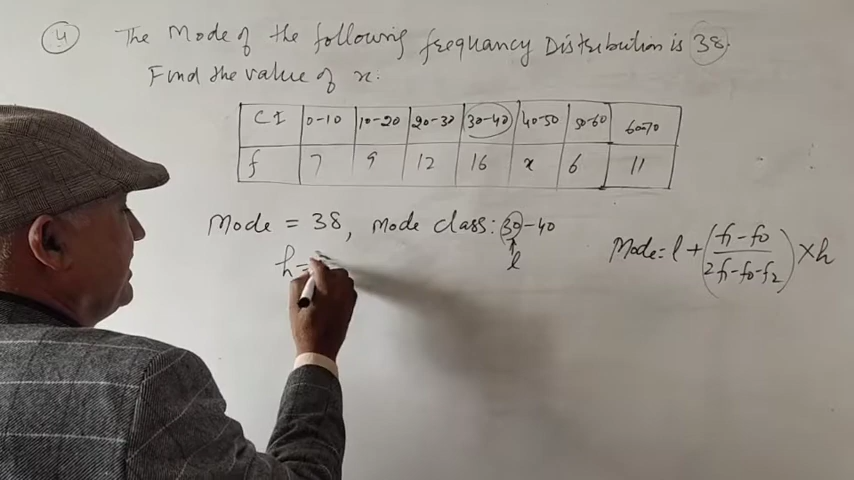 4 The Mode of the following frequancy Distribution is 38.
Find the value of x.
CI 0-10 10-20 20-30 30-40 40-50 50-60 60-70
f 7 9 12 16 x 6 11
Mode = 38, Mode class: 30-40
l
h=
Mode = l + (f1 - f0 / 2f1 - f0 - f2) × h